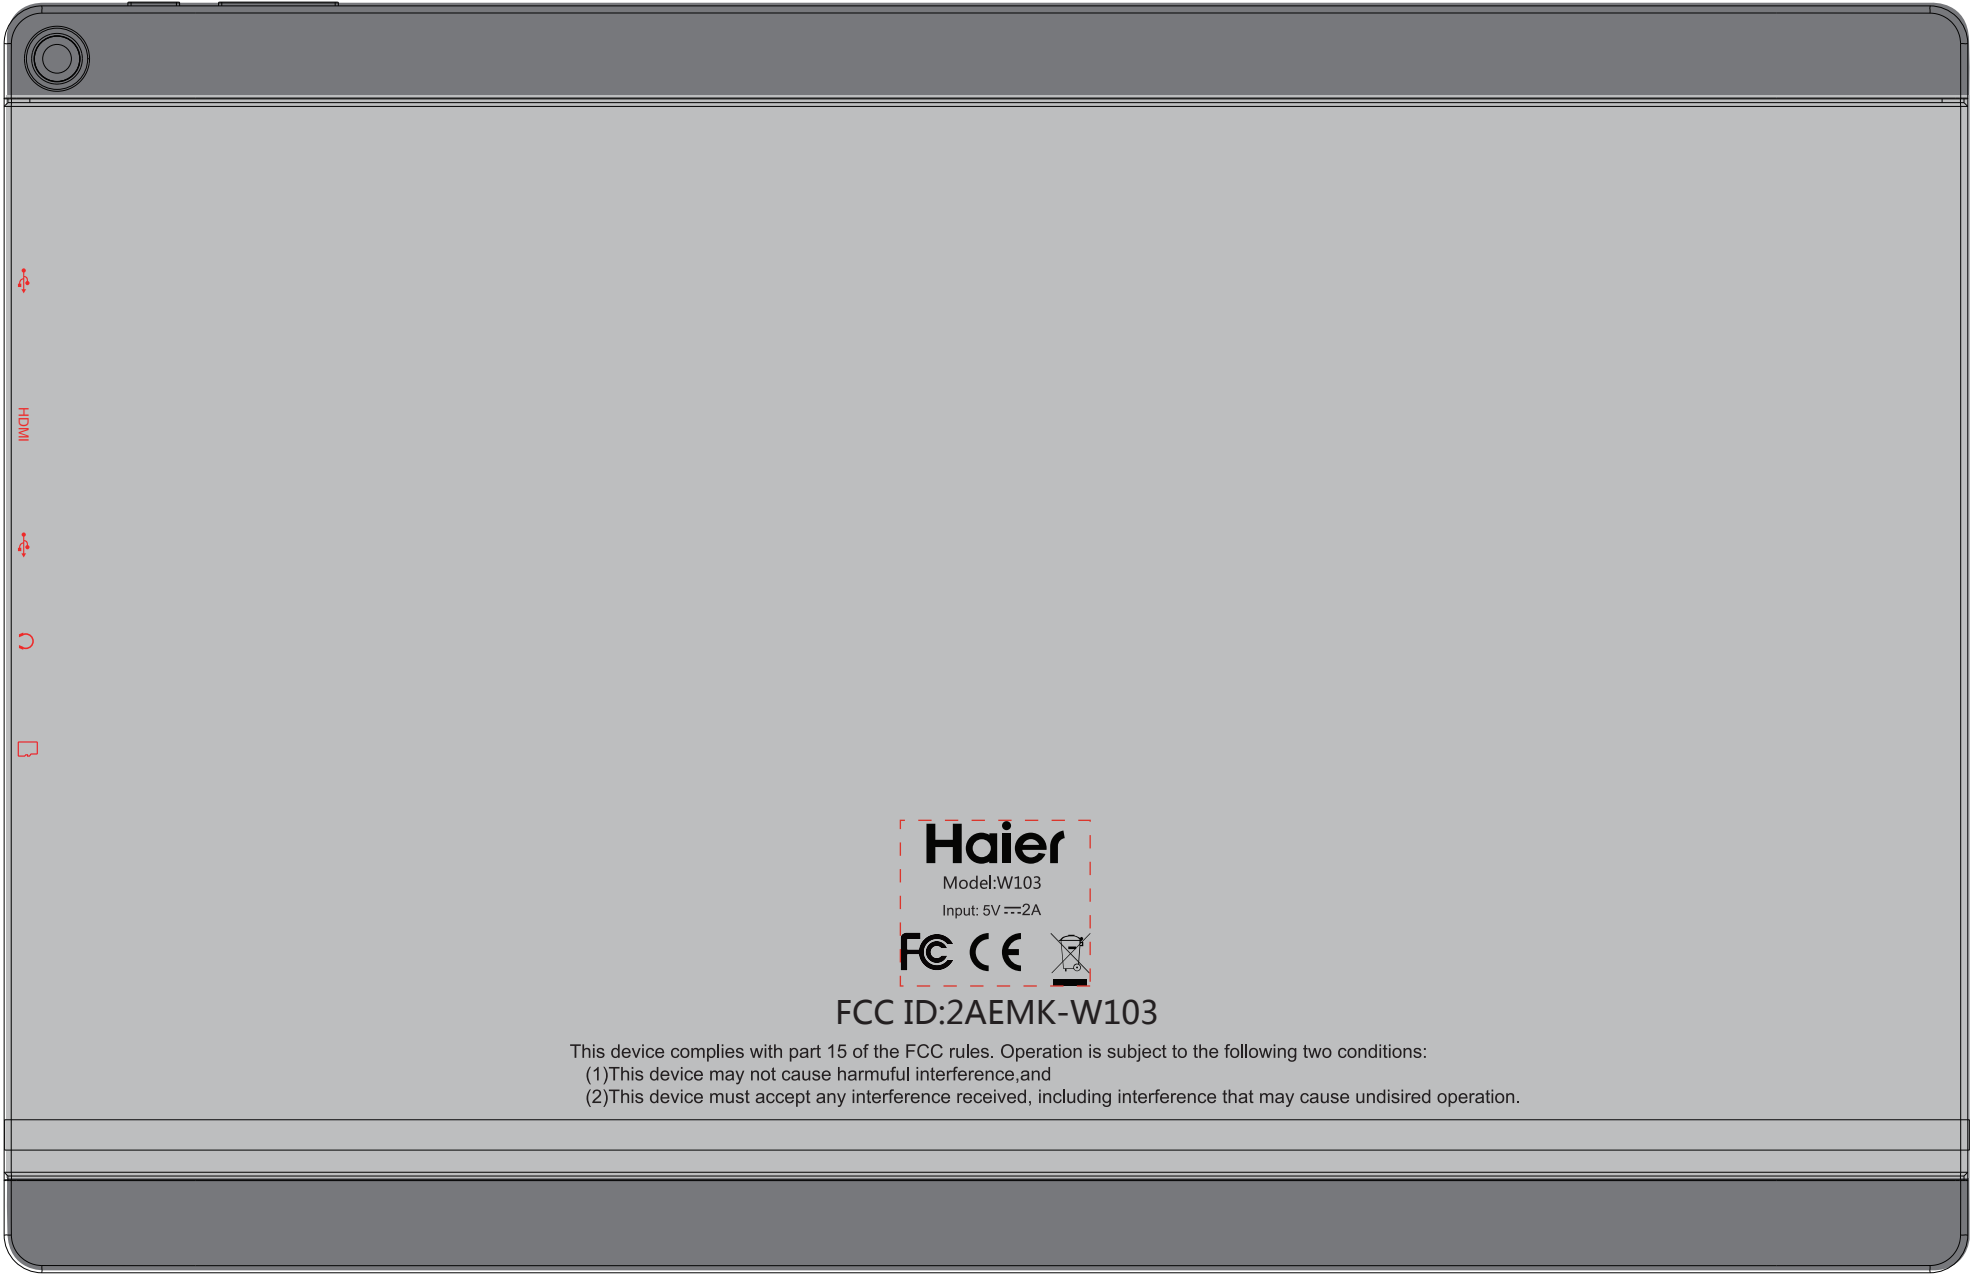 HDMI
Haier
Model:W103
Input: 5V⎓2A
FC CE
FCC ID:2AEMK-W103
This device complies with part 15 of the FCC rules. Operation is subject to the following two conditions:
(1)This device may not cause harmuful interference,and
(2)This device must accept any interference received, including interference that may cause undisired operation.